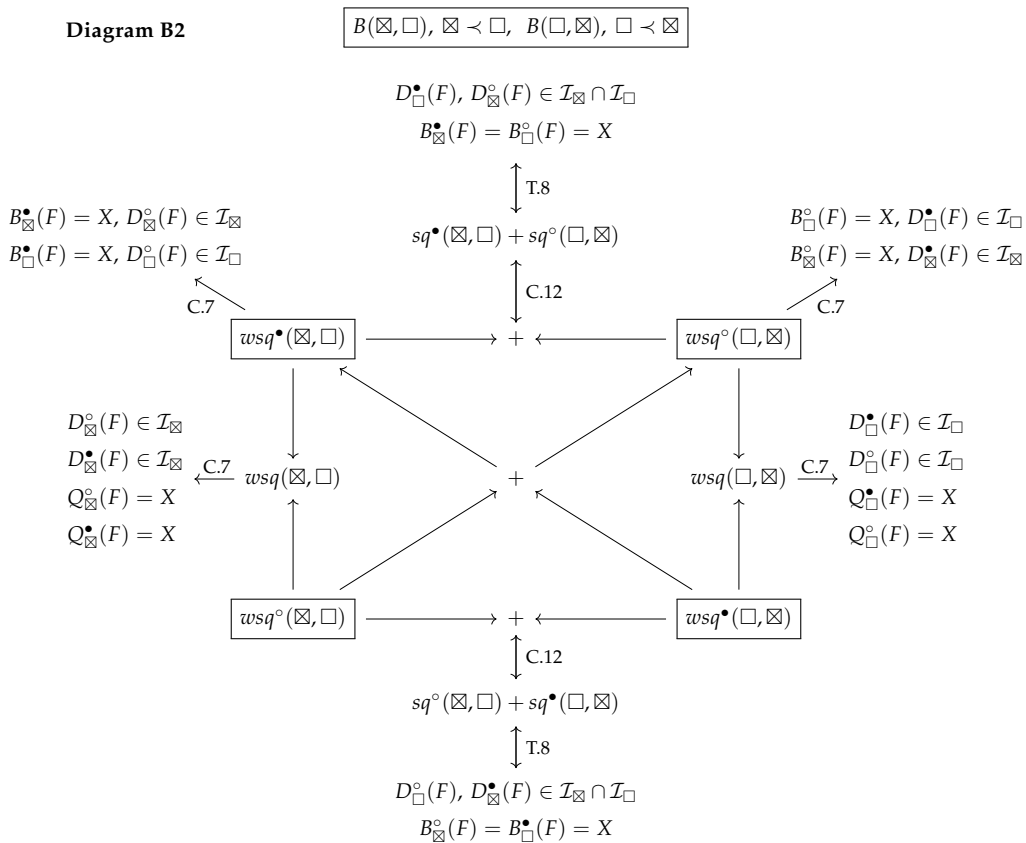 Diagram B2
B(⊠, □), ⊠ ≺ □, B(□, ⊠), □ ≺ ⊠
D□•(F), D⊠°(F) ∈ I⊠ ∩ I□
B⊠•(F) = B□°(F) = X
T.8
B⊠•(F) = X, D⊠°(F) ∈ I⊠
B□•(F) = X, D□°(F) ∈ I□
sq•(⊠, □) + sq°(□, ⊠)
B□°(F) = X, D□•(F) ∈ I□
B⊠°(F) = X, D⊠•(F) ∈ I⊠
C.7
C.12
C.7
wsq•(⊠, □)
+
wsq°(□, ⊠)
D⊠°(F) ∈ I⊠
D⊠•(F) ∈ I⊠
Q⊠°(F) = X
Q⊠•(F) = X
C.7
wsq(⊠, □)
+
wsq(□, ⊠)
C.7
D□•(F) ∈ I□
D□°(F) ∈ I□
Q□•(F) = X
Q□°(F) = X
wsq°(⊠, □)
+
wsq•(□, ⊠)
C.12
sq°(⊠, □) + sq•(□, ⊠)
T.8
D□°(F), D⊠•(F) ∈ I⊠ ∩ I□
B⊠°(F) = B□•(F) = X